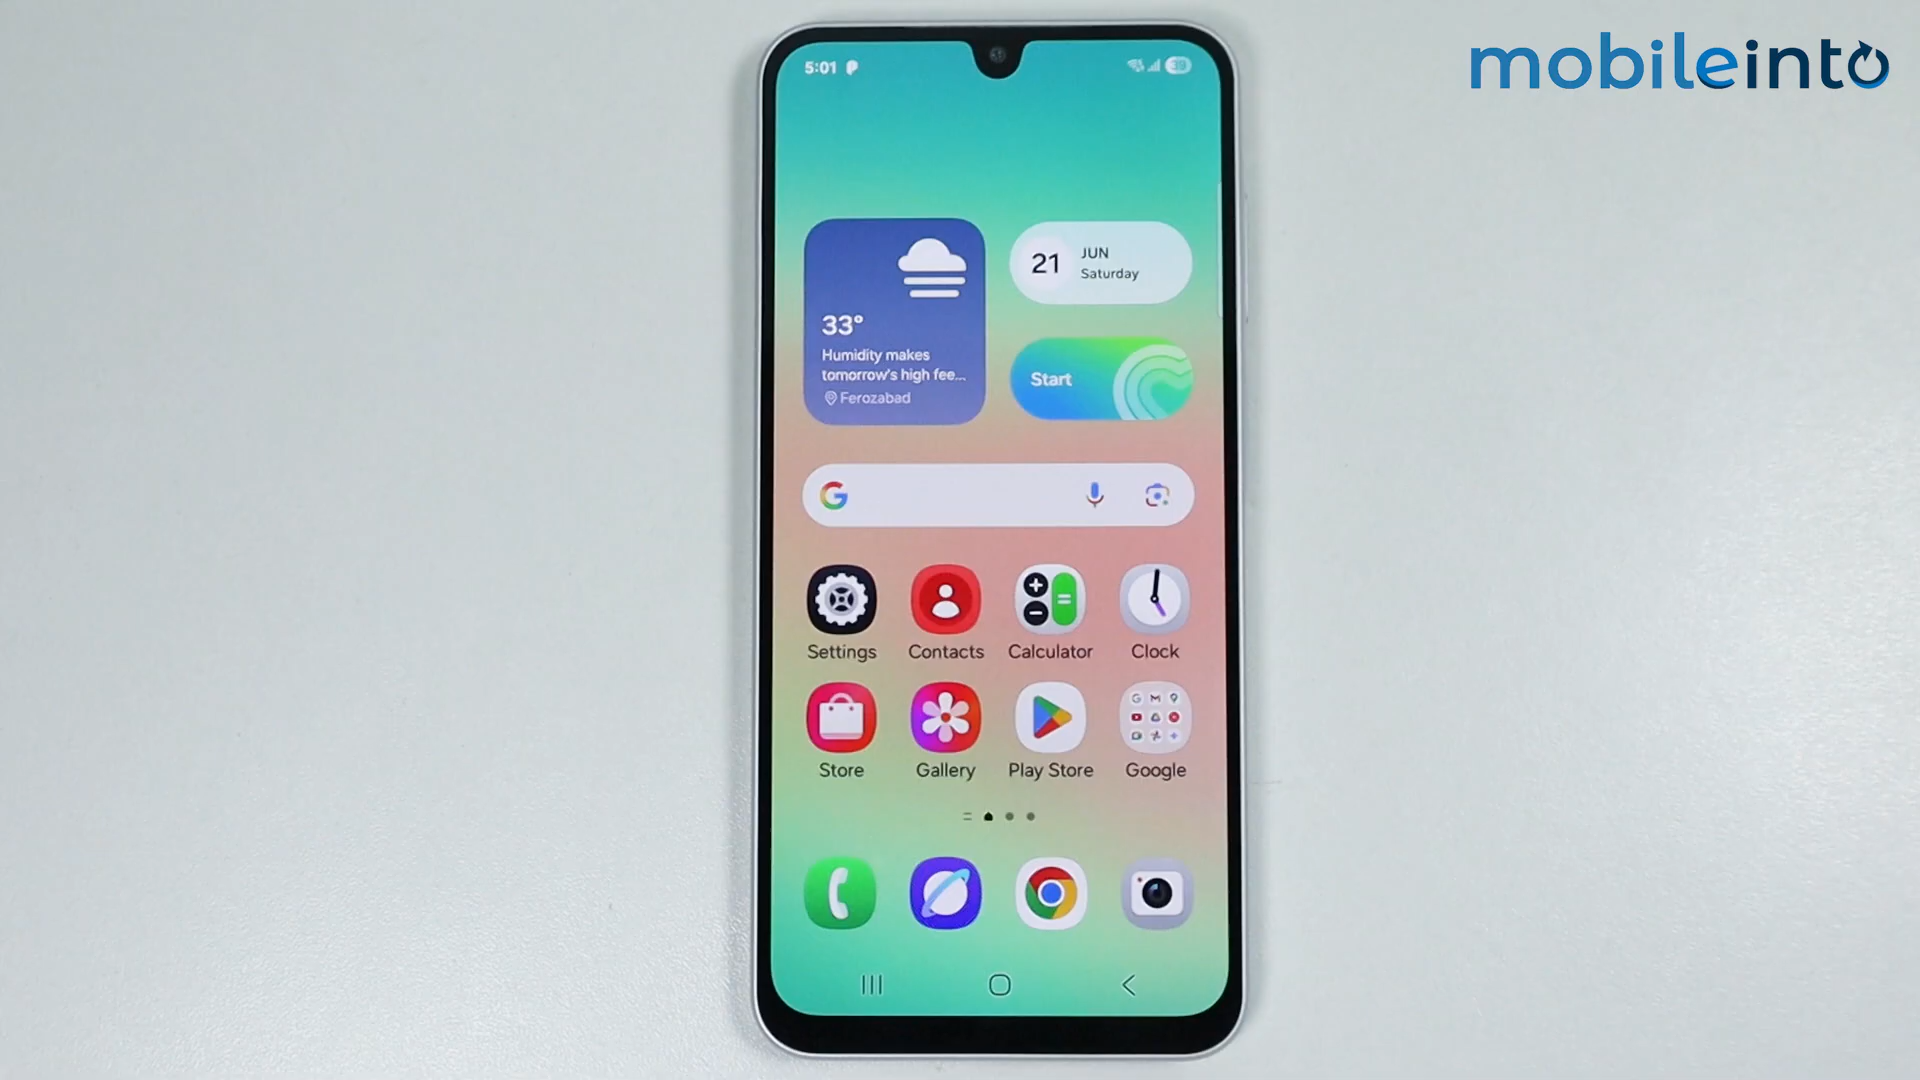 mobileinto
5:01
39
21
JUN
Saturday
33°
Humidity makes
tomorrow's high fee...
Ferozabad
Start
Settings
Contacts
Calculator
Clock
Store
Gallery
Play Store
Google